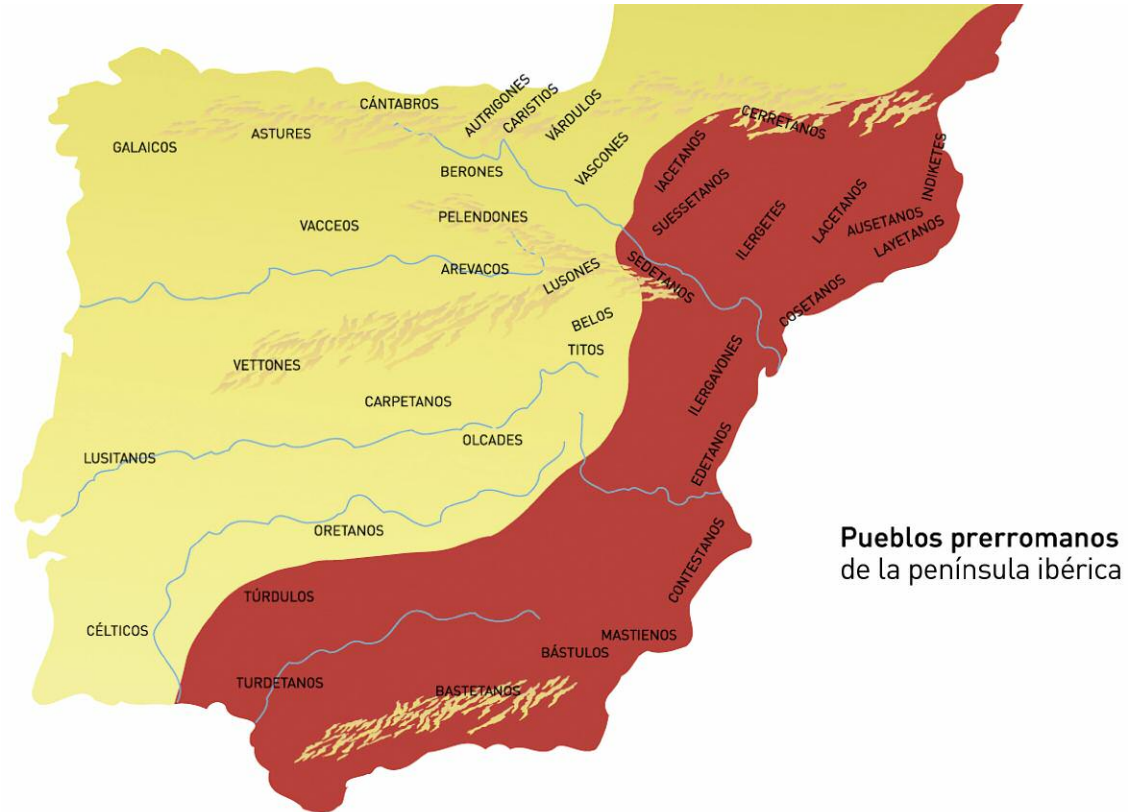 CÁNTABROS
AUTRIGONES
CARISTIOS
VÁRDULOS
CERRETANOS
ASTURES
GALAICOS
BERONES
VASCONES
IACETANOS
INDIKETES
SUESSETANOS
ILERGETES
LACETANOS
AUSETANOS
LAYETANOS
PELENDONES
VACCEOS
AREVACOS
LUSONES
SEDETANOS
COSETANOS
BELOS
TITOS
VETTONES
ILERGAVONES
CARPETANOS
OLCADES
EDETANOS
LUSITANOS
ORETANOS
Pueblos prerromanos
de la península ibérica
CONTESTANOS
TÚRDULOS
CÉLTICOS
MASTIENOS
BÁSTULOS
TURDETANOS
BASTETANOS